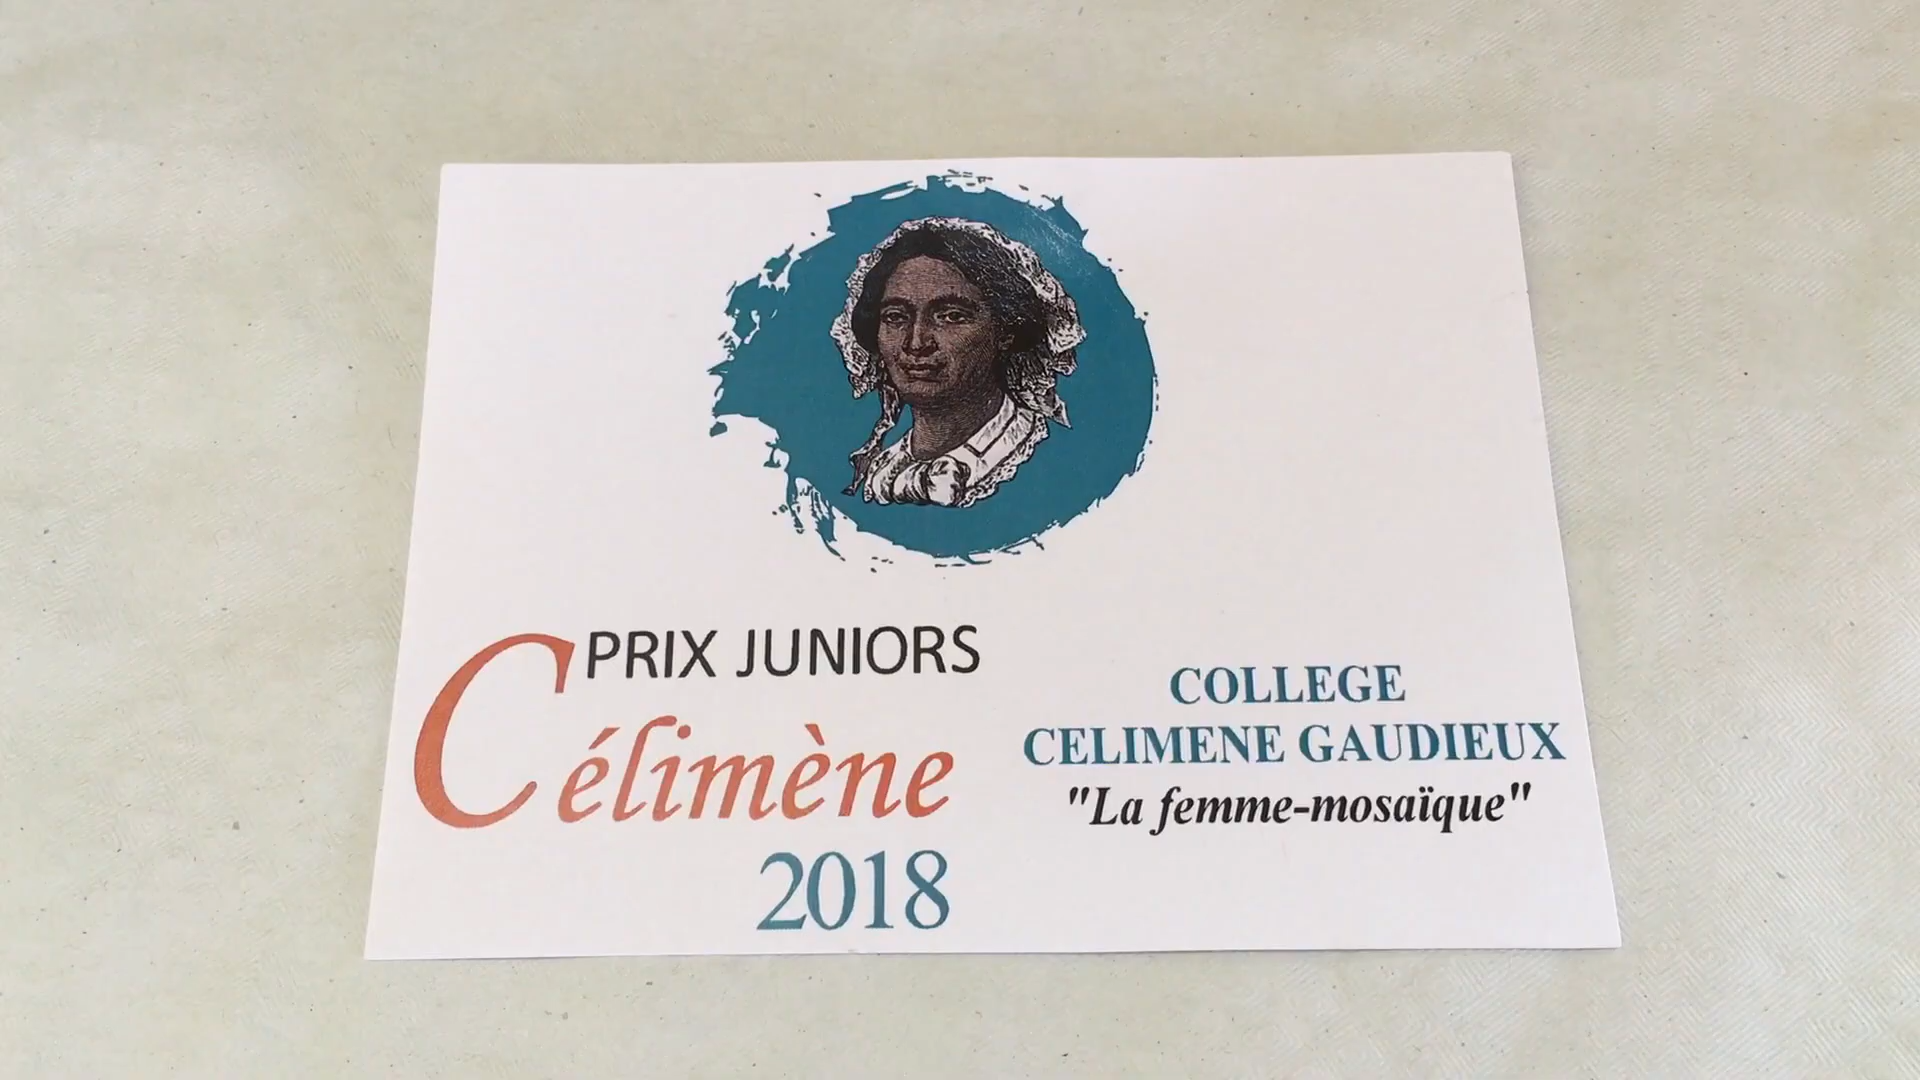 PRIX JUNIORS
Célimène
2018
COLLEGE
CELIMENE GAUDIEUX
"La femme-mosaïque"